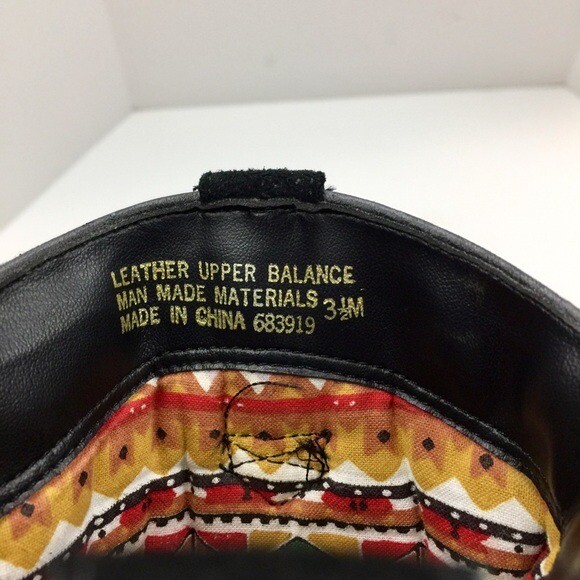 LEATHER UPPER BALANCE
MAN MADE MATERIALS 3½M
MADE IN CHINA 683919